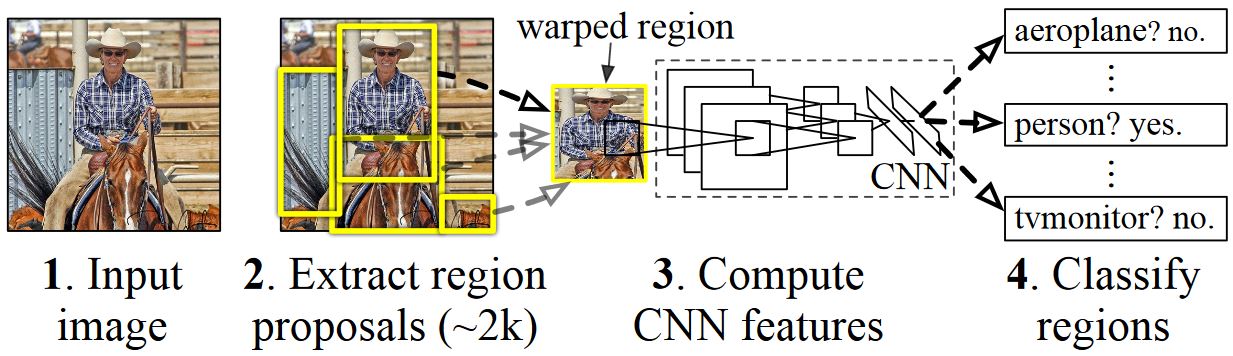 warped region
aeroplane? no.
⋮
person? yes.
CNN
⋮
tvmonitor? no.
1. Input
image
2. Extract region
proposals (~2k)
3. Compute
CNN features
4. Classify
regions